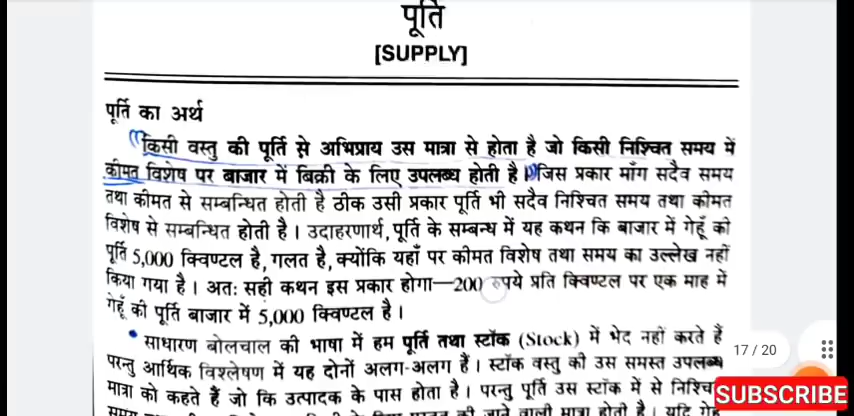 पूर्ति
[SUPPLY]
पूर्ति का अर्थ
किसी वस्तु की पूर्ति से अभिप्राय उस मात्रा से होता है जो किसी निश्चित समय में
कीमत विशेष पर बाजार में बिक्री के लिए उपलब्ध होती है। जिस प्रकार माँग सदैव समय
तथा कीमत से सम्बन्धित होती है ठीक उसी प्रकार पूर्ति भी सदैव निश्चित समय तथा कीमत
विशेष से सम्बन्धित होती है। उदाहरणार्थ, पूर्ति के सम्बन्ध में यह कथन कि बाजार में गेहूँ की
पूर्ति 5,000 क्विण्टल है, गलत है, क्योंकि यहाँ पर कीमत विशेष तथा समय का उल्लेख नहीं
किया गया है। अतः सही कथन इस प्रकार होगा—200 रुपये प्रति क्विण्टल पर एक माह में
गेहूँ की पूर्ति बाजार में 5,000 क्विण्टल है।
साधारण बोलचाल की भाषा में हम पूर्ति तथा स्टॉक (Stock) में भेद नहीं करते हैं
17 / 20
परन्तु आर्थिक विश्लेषण में यह दोनों अलग-अलग हैं। स्टॉक वस्तु की उस समस्त उपलब्ध
मात्रा को कहते हैं जो कि उत्पादक के पास होता है। परन्तु पूर्ति उस स्टॉक में से
SUBSCRIBE